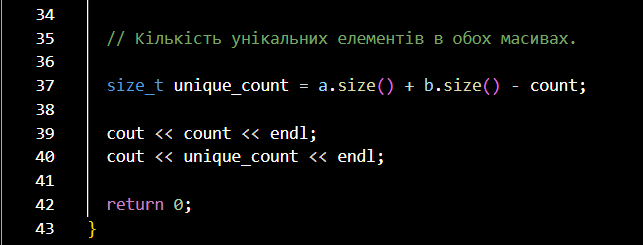 34
35 // Кількість унікальних елементів в обох масивах.
36
37 size_t unique_count = a.size() + b.size() - count;
38
39 cout << count << endl;
40 cout << unique_count << endl;
41
42 return 0;
43 }